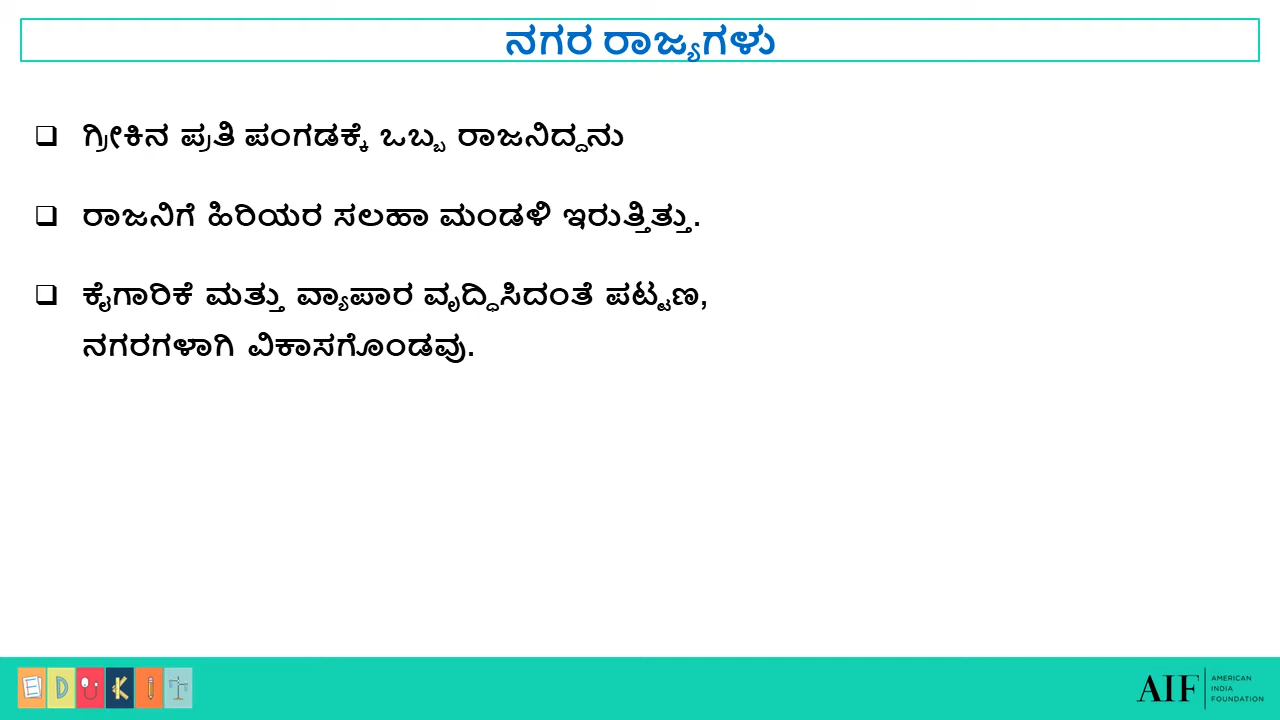 ನಗರ ರಾಜ್ಯಗಳು
❑ ಗ್ರೀಕಿನ ಪ್ರತಿ ಪಂಗಡಕ್ಕೆ ಒಬ್ಬ ರಾಜನಿದ್ದನು
❑ ರಾಜನಿಗೆ ಹಿರಿಯರ ಸಲಹಾ ಮಂಡಳಿ ಇರುತ್ತಿತ್ತು.
❑ ಕೈಗಾರಿಕೆ ಮತ್ತು ವ್ಯಾಪಾರ ವೃದ್ಧಿಸಿದಂತೆ ಪಟ್ಟಣ,
ನಗರಗಳಾಗಿ ವಿಕಾಸಗೊಂಡವು.
EDUKIT
AIF
AMERICAN
INDIA
FOUNDATION